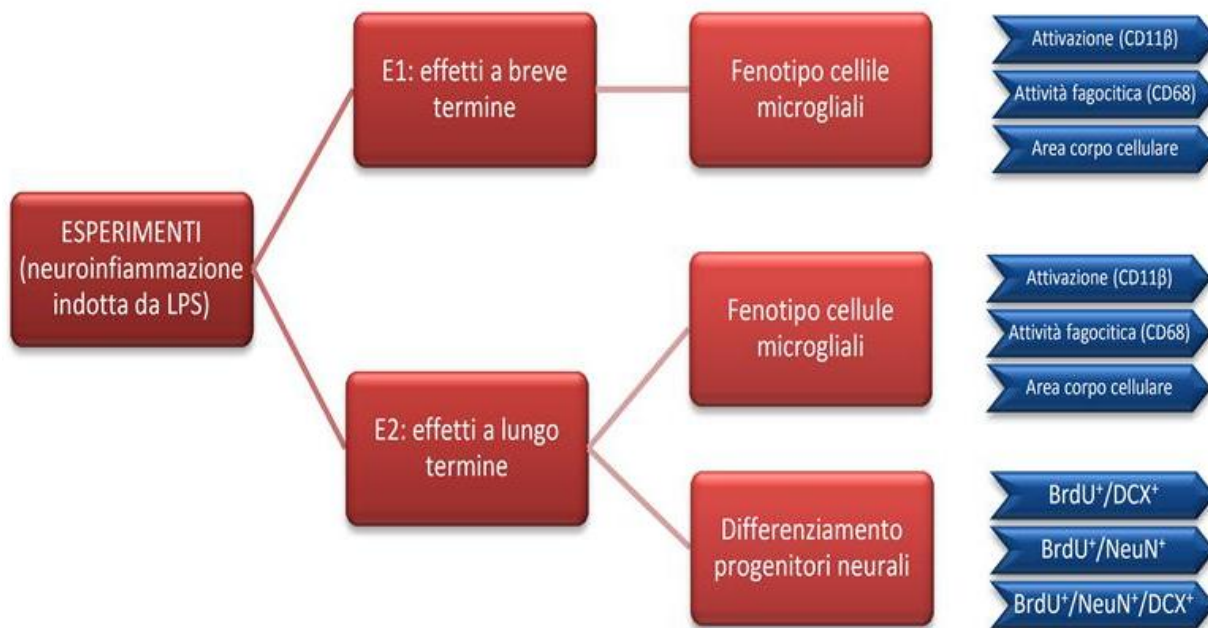 ESPERIMENTI
(neuroinfiammazione
indotta da LPS)
E1: effetti a breve
termine
Fenotipo cellile
microgliali
Attivazione (CD11β)
Attività fagocitica (CD68)
Area corpo cellulare
E2: effetti a lungo
termine
Fenotipo cellule
microgliali
Attivazione (CD11β)
Attività fagocitica (CD68)
Area corpo cellulare
Differenziamento
progenitori neurali
BrdU⁺/DCX⁺
BrdU⁺/NeuN⁺
BrdU⁺/NeuN⁺/DCX⁺